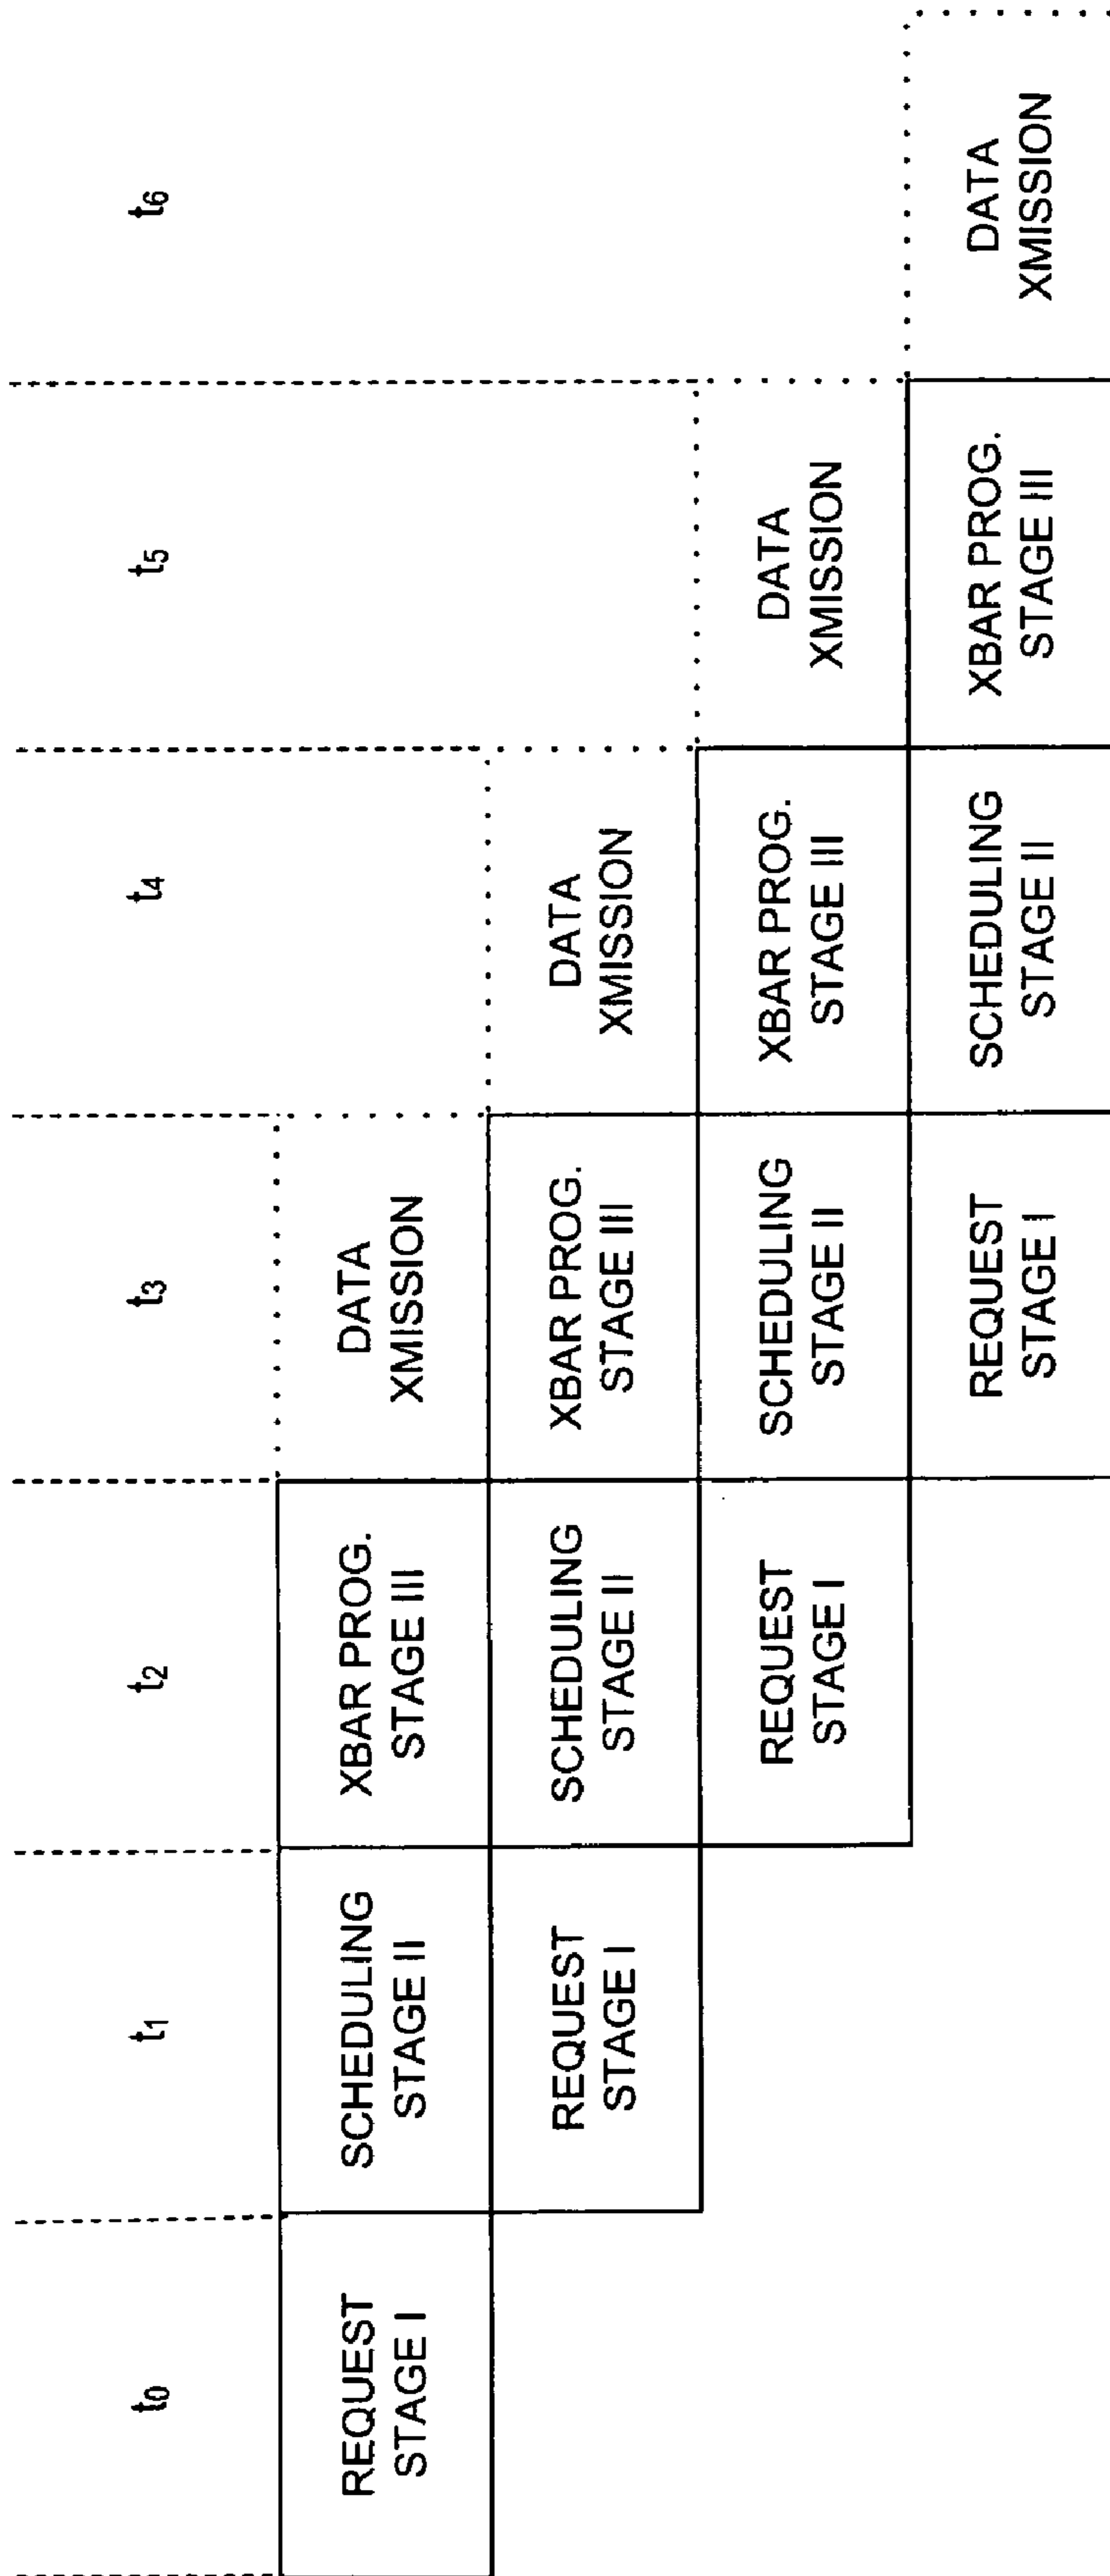 t0
t1
t2
t3
t4
t5
t6
REQUEST
STAGE I
SCHEDULING
STAGE II
XBAR PROG.
STAGE III
DATA
XMISSION
REQUEST
STAGE I
SCHEDULING
STAGE II
XBAR PROG.
STAGE III
DATA
XMISSION
REQUEST
STAGE I
SCHEDULING
STAGE II
XBAR PROG.
STAGE III
DATA
XMISSION
REQUEST
STAGE I
SCHEDULING
STAGE II
XBAR PROG.
STAGE III
DATA
XMISSION